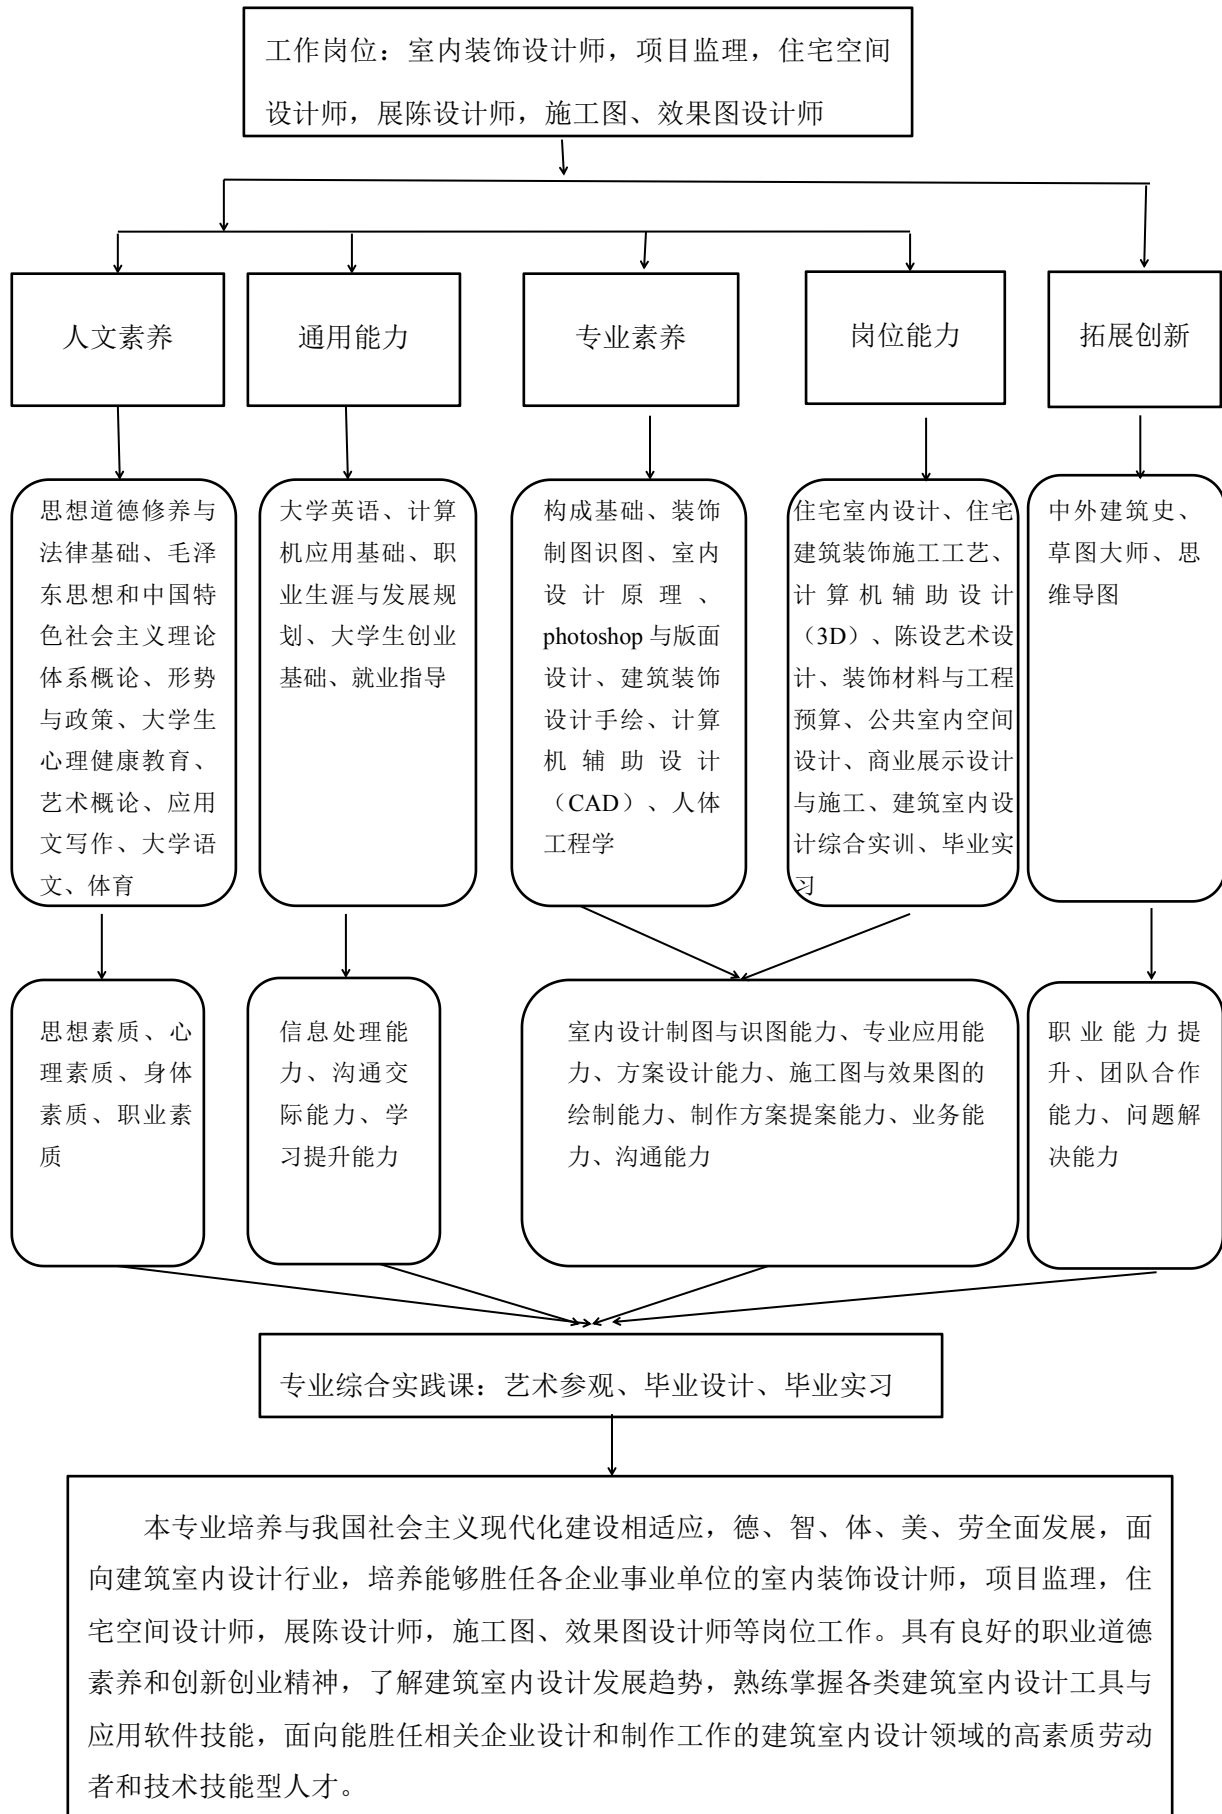 工作岗位：室内装饰设计师，项目监理，住宅空间
设计师，展陈设计师，施工图、效果图设计师
人文素养
通用能力
专业素养
岗位能力
拓展创新
思想道德修养与
法律基础、毛泽
东思想和中国特
色社会主义理论
体系概论、形势
与政策、大学生
心理健康教育、
艺术概论、应用
文写作、大学语
文、体育
大学英语、计算
机应用基础、职
业生涯与发展规
划、大学生创业
基础、就业指导
构成基础、装饰
制图识图、室内
设计原理、
photoshop 与版面
设计、建筑装饰
设计手绘、计算
机辅助设计
（CAD）、人体
工程学
住宅室内设计、住宅
建筑装饰施工工艺、
计算机辅助设计
（3D）、陈设艺术设
计、装饰材料与工程
预算、公共室内空间
设计、商业展示设计
与施工、建筑室内设
计综合实训、毕业实
习
中外建筑史、
草图大师、思
维导图
思想素质、心
理素质、身体
素质、职业素
质
信息处理能
力、沟通交
际能力、学
习提升能力
室内设计制图与识图能力、专业应用能
力、方案设计能力、施工图与效果图的
绘制能力、制作方案提案能力、业务能
力、沟通能力
职业能力提
升、团队合作
能力、问题解
决能力
专业综合实践课：艺术参观、毕业设计、毕业实习
本专业培养与我国社会主义现代化建设相适应，德、智、体、美、劳全面发展，面
向建筑室内设计行业，培养能够胜任各企业事业单位的室内装饰设计师，项目监理，住
宅空间设计师，展陈设计师，施工图、效果图设计师等岗位工作。具有良好的职业道德
素养和创新创业精神，了解建筑室内设计发展趋势，熟练掌握各类建筑室内设计工具与
应用软件技能，面向能胜任相关企业设计和制作工作的建筑室内设计领域的高素质劳动
者和技术技能型人才。